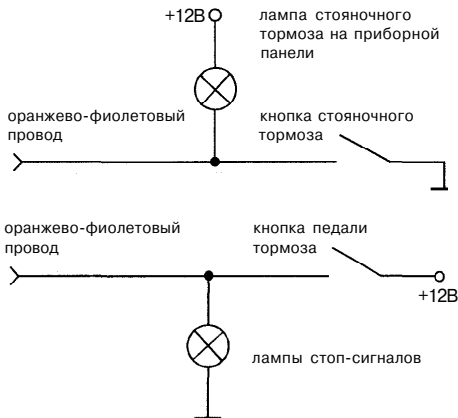 +12В
лампа стояночного
тормоза на приборной
панели
оранжево-фиолетовый
провод
кнопка стояночного
тормоза
оранжево-фиолетовый
провод
кнопка педали
тормоза
+12В
лампы стоп-сигналов